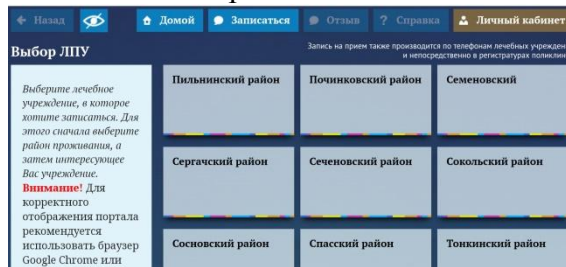 Назад Домой Записаться Отзыв Справка Личный кабинет
Выбор ЛПУ
Запись на прием также производится по телефонам лечебных учрежден
и непосредственно в регистратурах поликлин
Выберите лечебное
учреждение, в которое
хотите записаться. Для
этого сначала выберите
район проживания, а
затем интересующее
Вас учреждение.
Внимание! Для
корректного
отображения портала
рекомендуется
использовать браузер
Google Chrome или
Пильнинский район Починковский район Семеновский
Сергачский район Сеченовский район Сокольский район
Сосновский район Спасский район Тонкинский район